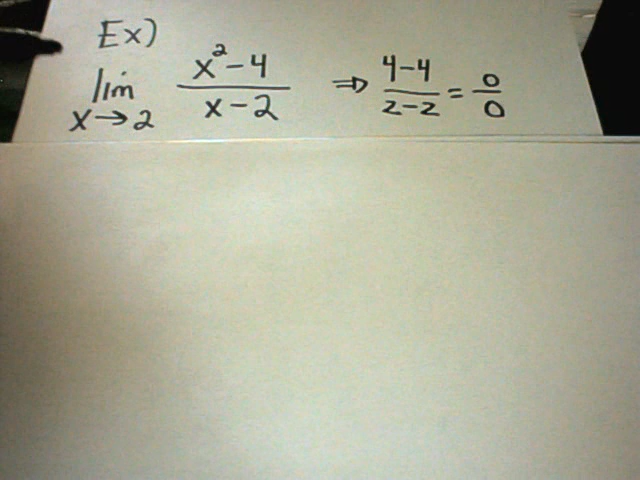 Ex)
lim x→2 (x² - 4)/(x - 2) ⇒ (4-4)/(2-2) = 0/0